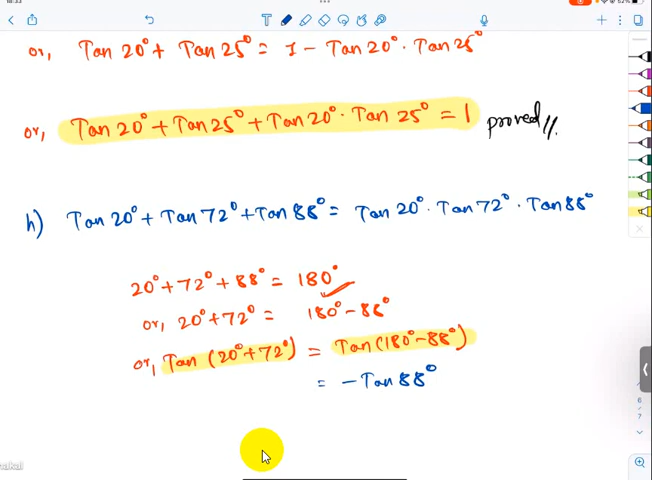 or, Tan 20° + Tan 25° = 1 - Tan 20° · Tan 25°
or, Tan 20° + Tan 25° + Tan 20° · Tan 25° = 1 proved //.
h) Tan 20° + Tan 72° + Tan 88° = Tan 20° · Tan 72° · Tan 88°
20° + 72° + 88° = 180°
or, 20° + 72° = 180° - 88°
or, Tan (20° + 72°) = Tan (180° - 88°)
= - Tan 88°
6
7